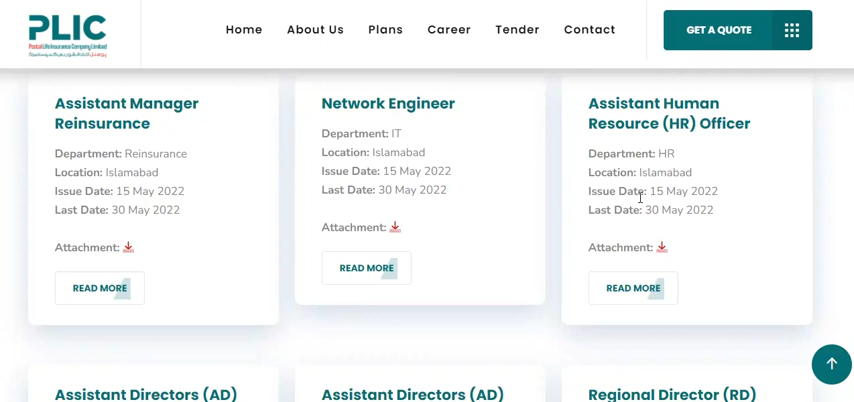 PLIC
Postal Life Insurance Company Limited
Home
About Us
Plans
Career
Tender
Contact
GET A QUOTE
Assistant Manager
Reinsurance
Department: Reinsurance
Location: Islamabad
Issue Date: 15 May 2022
Last Date: 30 May 2022
Attachment:
READ MORE
Network Engineer
Department: IT
Location: Islamabad
Issue Date: 15 May 2022
Last Date: 30 May 2022
Attachment:
READ MORE
Assistant Human
Resource (HR) Officer
Department: HR
Location: Islamabad
Issue Date: 15 May 2022
Last Date: 30 May 2022
Attachment:
READ MORE
Assistant Directors (AD)
Assistant Directors (AD)
Regional Director (RD)